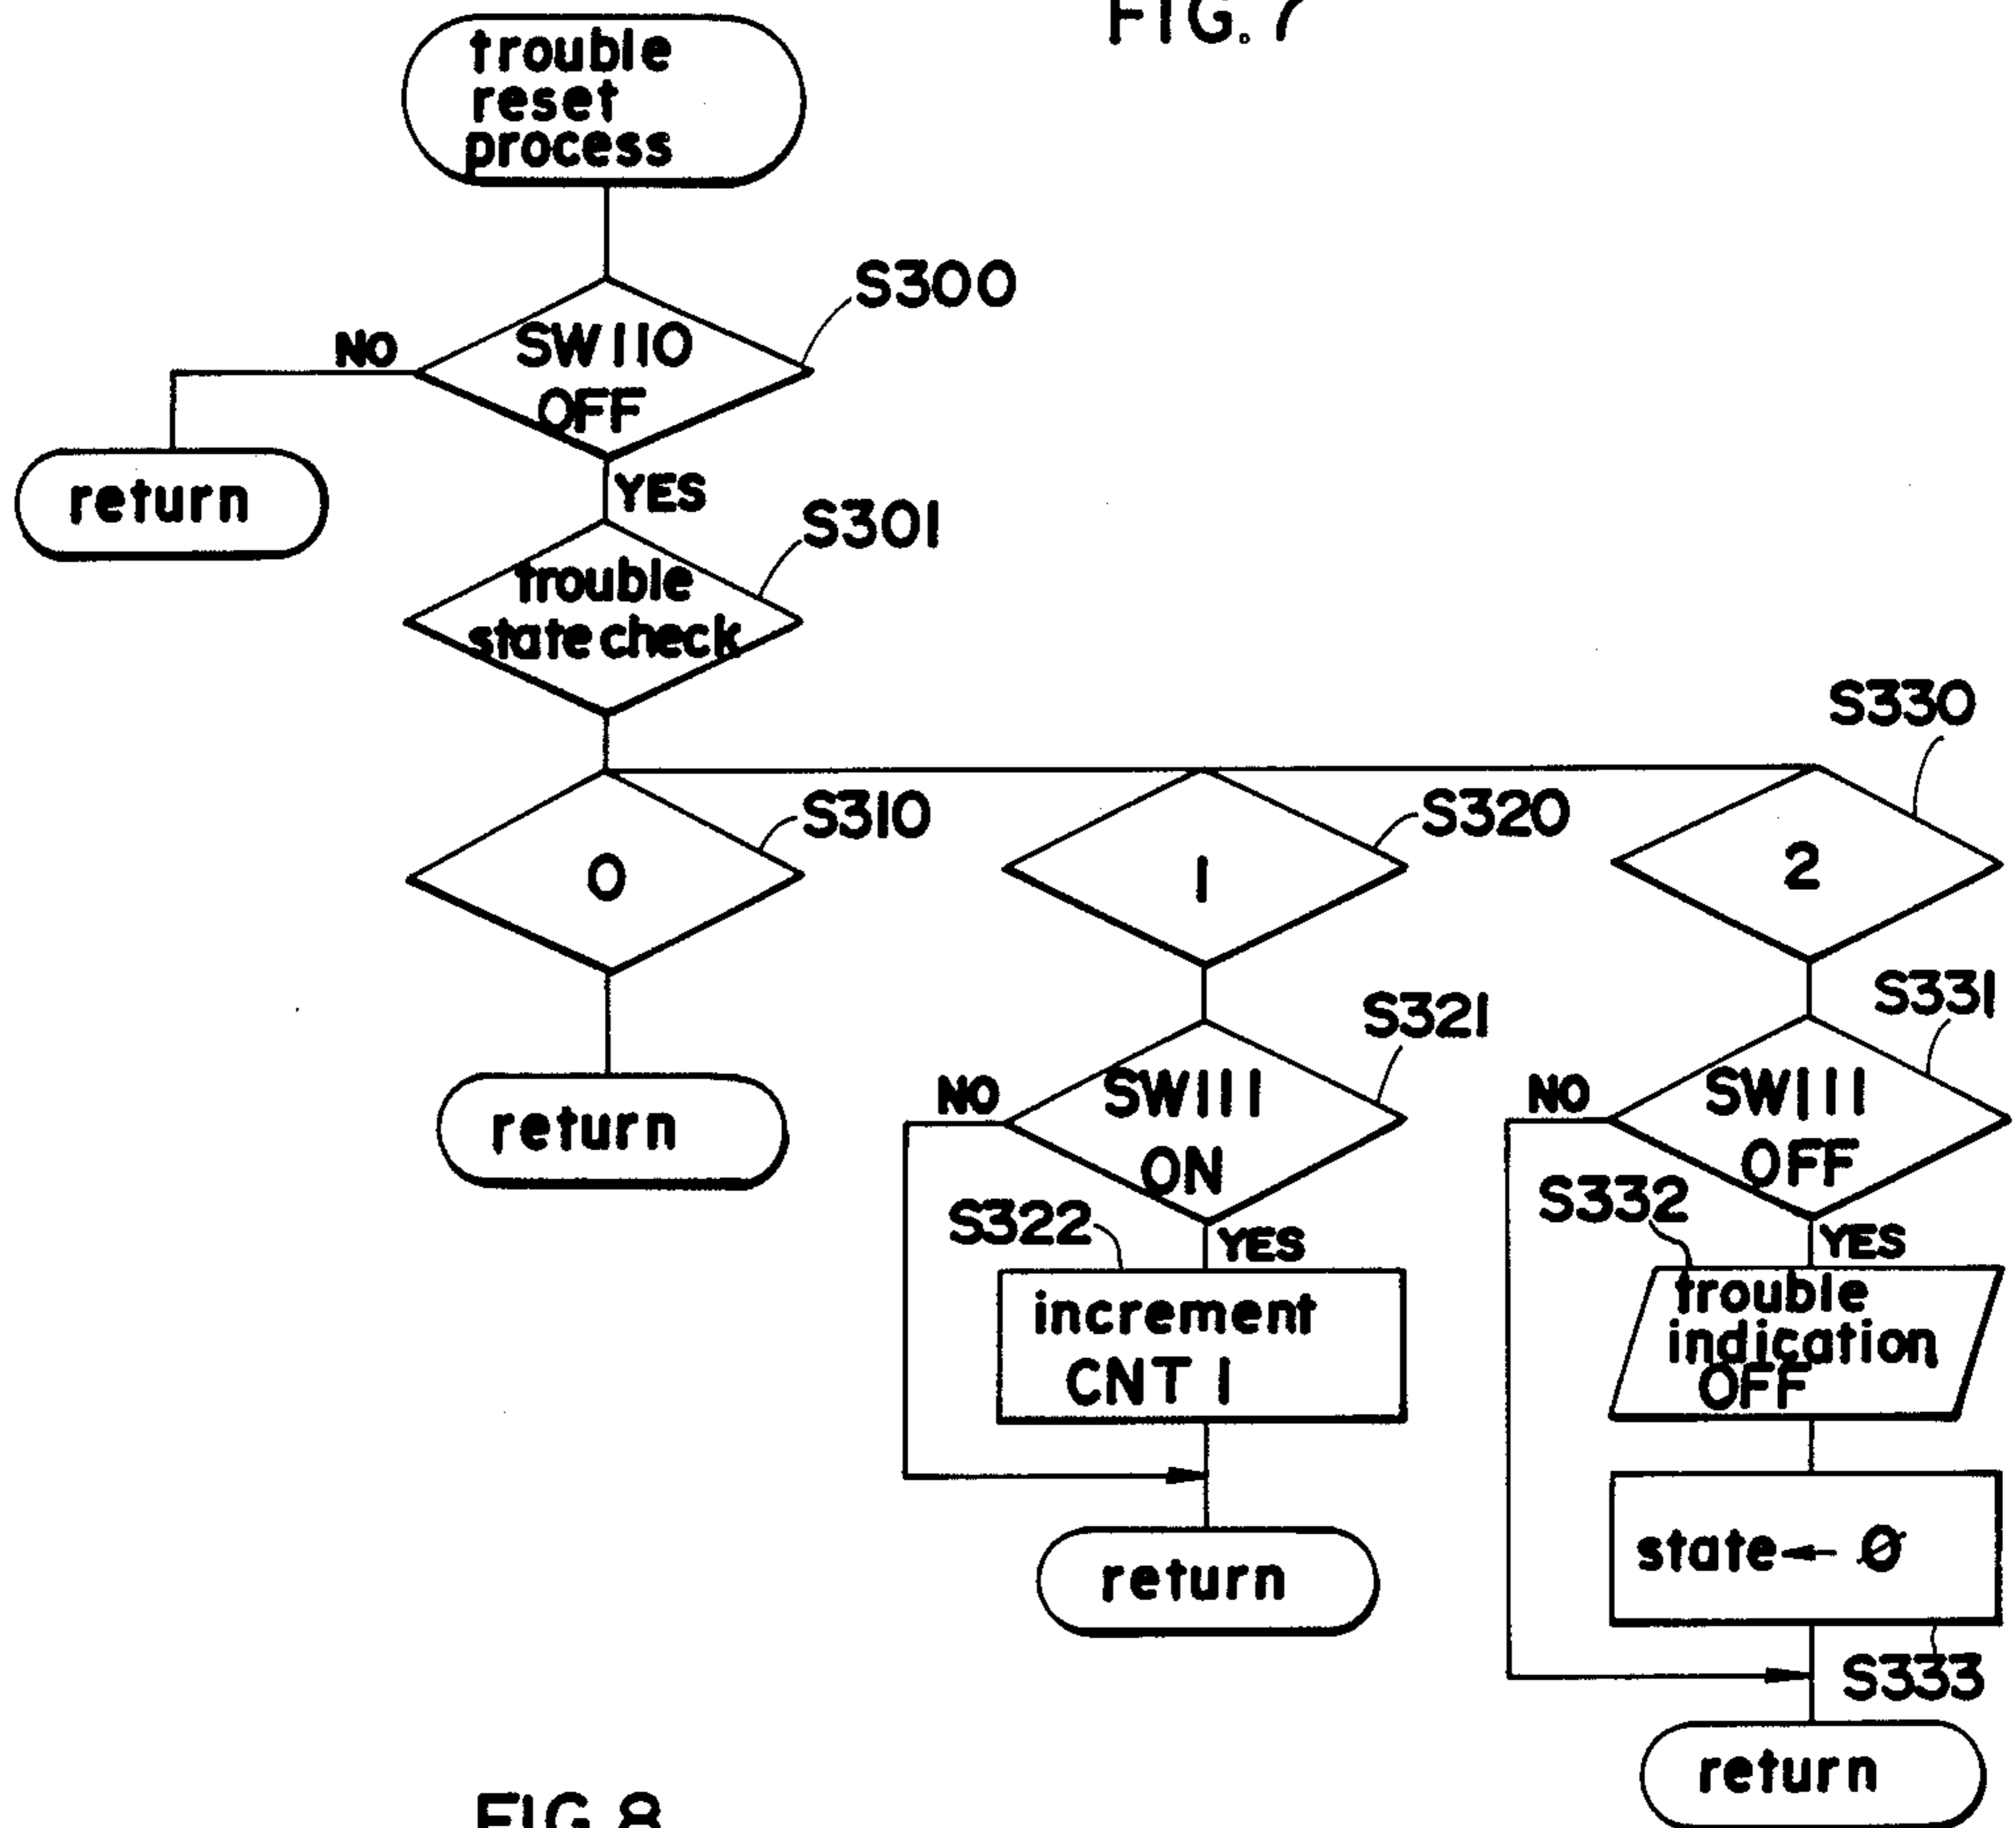 FIG. 7
trouble
reset
process
S300
NO
SW110
OFF
return
YES
S301
trouble
state check
S330
S310
S320
0
1
2
S331
S321
return
NO
SW111
ON
NO
SW111
OFF
S322
YES
S332
YES
increment
CNT 1
trouble
indication
OFF
state ← Ø
return
S333
return
FIG. 8